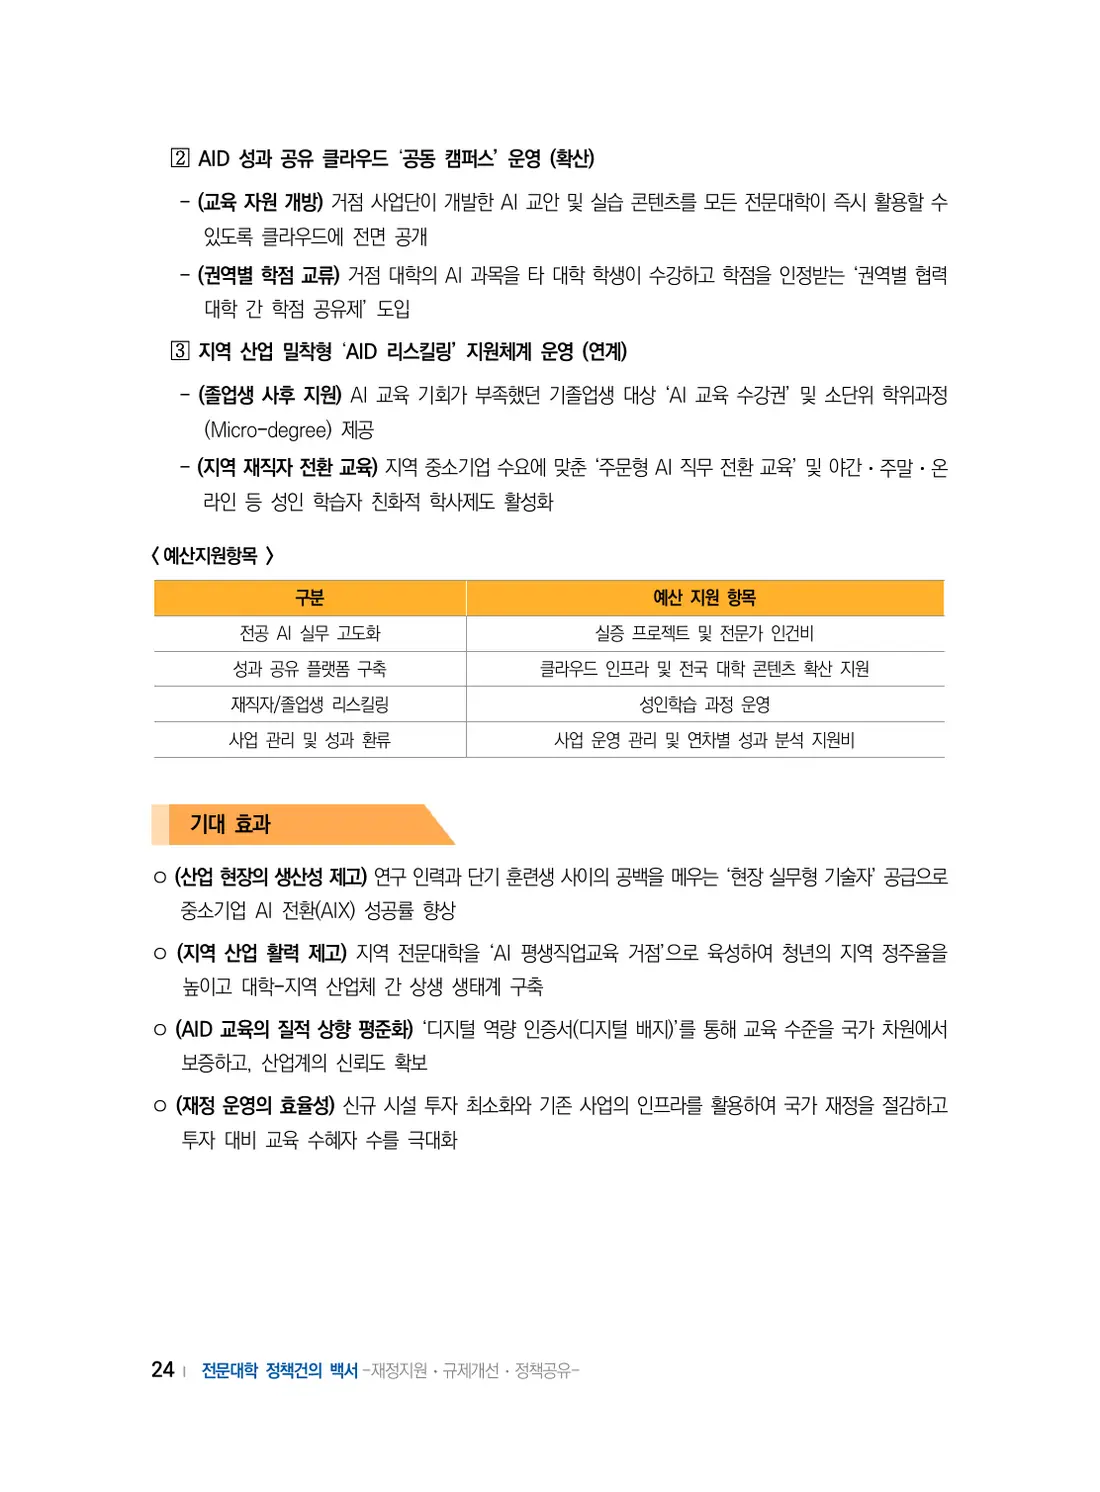 2 AID 성과 공유 클라우드 ‘공동 캠퍼스’ 운영 (확산)
- (교육 자원 개방) 거점 사업단이 개발한 AI 교안 및 실습 콘텐츠를 모든 전문대학이 즉시 활용할 수
있도록 클라우드에 전면 공개
- (권역별 학점 교류) 거점 대학의 AI 과목을 타 대학 학생이 수강하고 학점을 인정받는 ‘권역별 협력
대학 간 학점 공유제’ 도입
3 지역 산업 밀착형 ‘AID 리스킬링’ 지원체계 운영 (연계)
- (졸업생 사후 지원) AI 교육 기회가 부족했던 기졸업생 대상 ‘AI 교육 수강권’ 및 소단위 학위과정
(Micro-degree) 제공
- (지역 재직자 전환 교육) 지역 중소기업 수요에 맞춘 ‘주문형 AI 직무 전환 교육’ 및 야간·주말·온
라인 등 성인 학습자 친화적 학사제도 활성화
< 예산지원항목 >
구분 예산 지원 항목
전공 AI 실무 고도화 실증 프로젝트 및 전문가 인건비
성과 공유 플랫폼 구축 클라우드 인프라 및 전국 대학 콘텐츠 확산 지원
재직자/졸업생 리스킬링 성인학습 과정 운영
사업 관리 및 성과 환류 사업 운영 관리 및 연차별 성과 분석 지원비
기대 효과
○ (산업 현장의 생산성 제고) 연구 인력과 단기 훈련생 사이의 공백을 메우는 ‘현장 실무형 기술자’ 공급으로
중소기업 AI 전환(AIX) 성공률 향상
○ (지역 산업 활력 제고) 지역 전문대학을 ‘AI 평생직업교육 거점’으로 육성하여 청년의 지역 정주율을
높이고 대학-지역 산업체 간 상생 생태계 구축
○ (AID 교육의 질적 상향 평준화) ‘디지털 역량 인증서(디지털 배지)’를 통해 교육 수준을 국가 차원에서
보증하고, 산업계의 신뢰도 확보
○ (재정 운영의 효율성) 신규 시설 투자 최소화와 기존 사업의 인프라를 활용하여 국가 재정을 절감하고
투자 대비 교육 수혜자 수를 극대화
24 | 전문대학 정책건의 백서 -재정지원·규제개선·정책공유-